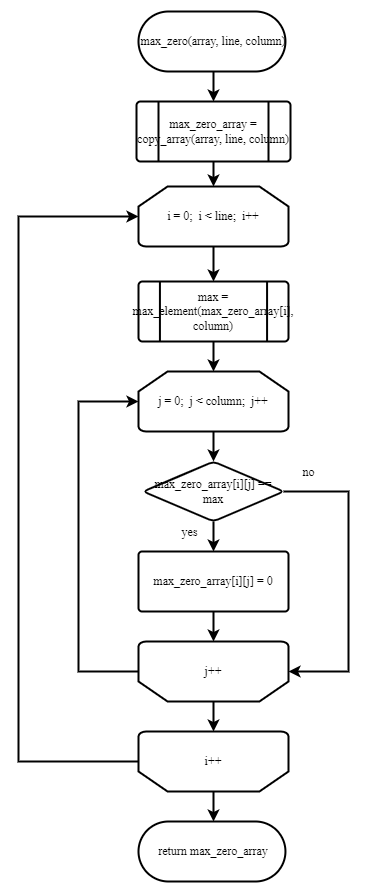 max_zero(array, line, column)
max_zero_array =
copy_array(array, line, column)
i = 0;  i < line;  i++
max =
max_element(max_zero_array[i],
column)
j = 0;  j < column;  j++
max_zero_array[i][j] ==
max
no
yes
max_zero_array[i][j] = 0
j++
i++
return max_zero_array